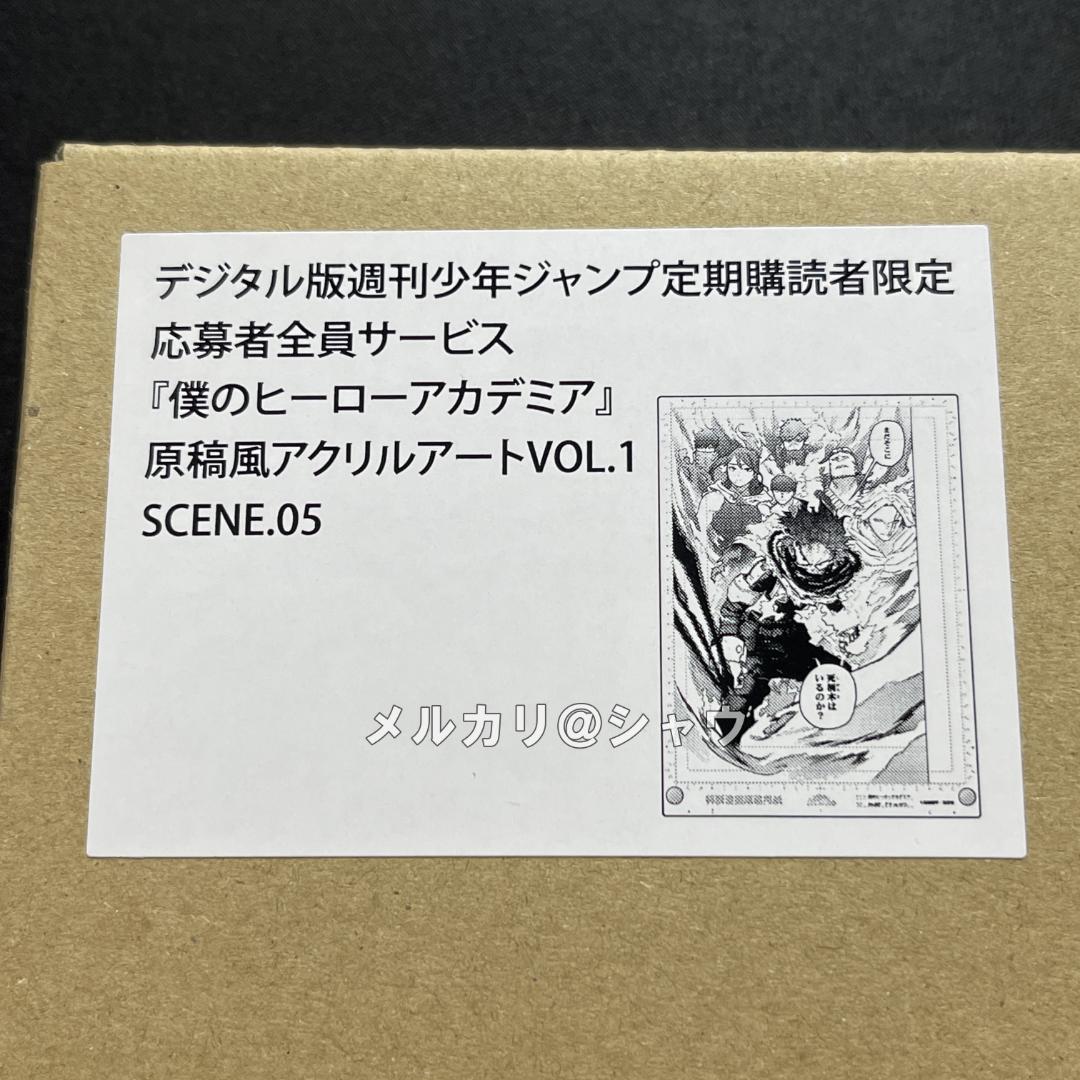 デジタル版週刊少年ジャンプ定期購読者限定
応募者全員サービス
『僕のヒーローアカデミア』
原稿風アクリルアートVOL.1
SCENE.05
まだそこに
死柄木は
いるのか?
メルカリ@シャウ